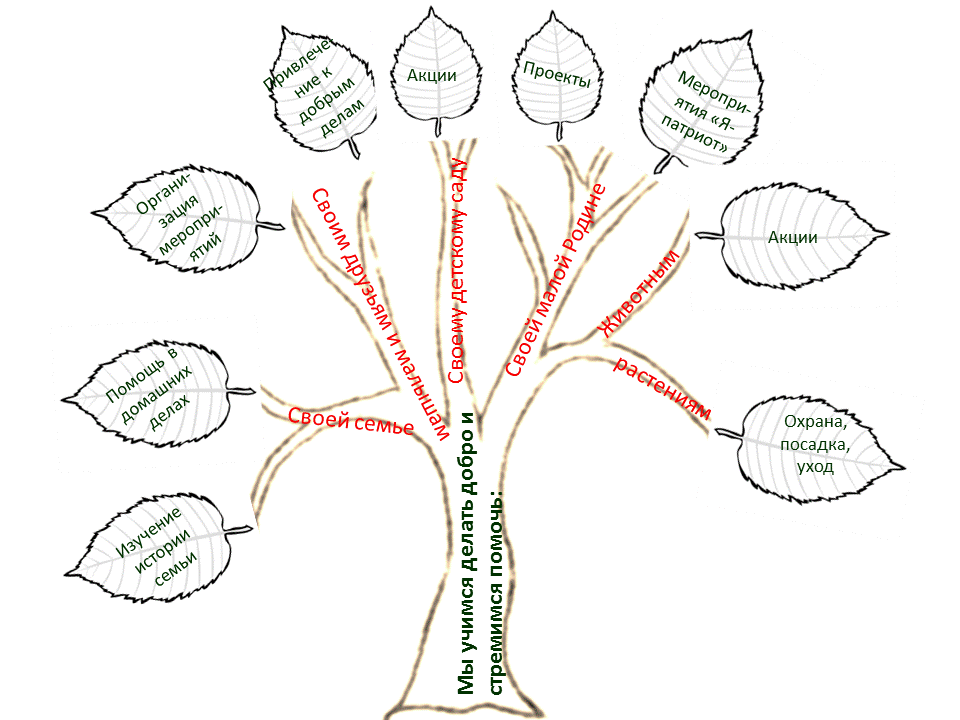 Привлече-
ние к
добрым
делам
Акции
Проекты
Меропри-
ятия «Я-
патриот»
Органи-
зация
меропри-
ятий
Акции
Помощь в
домашних
делах
Охрана,
посадка,
уход
Изучение
истории
семьи
Своей семье
Своим друзьям и малышам
Своему детскому саду
Своей малой Родине
Животным
растениям
Мы учимся делать добро и
стремимся помочь: